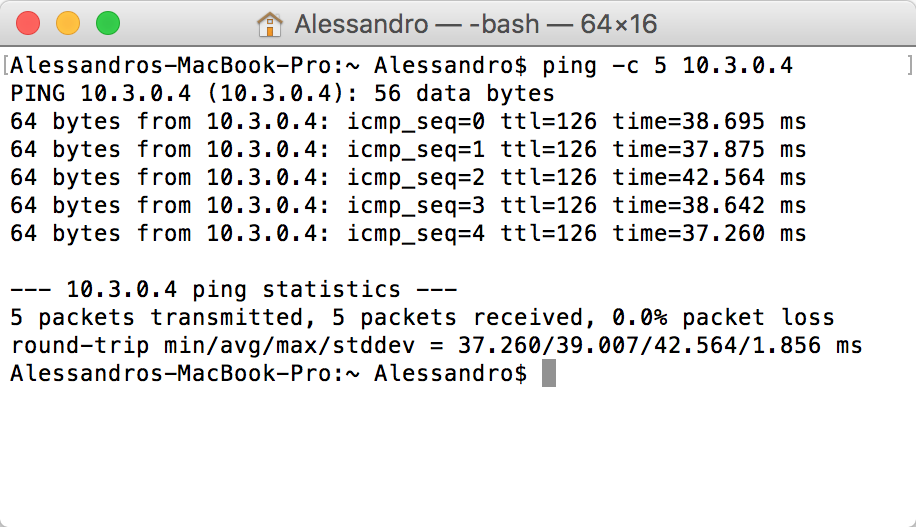 Alessandro — -bash — 64×16
[Alessandros-MacBook-Pro:~ Alessandro$ ping -c 5 10.3.0.4 ]
PING 10.3.0.4 (10.3.0.4): 56 data bytes
64 bytes from 10.3.0.4: icmp_seq=0 ttl=126 time=38.695 ms
64 bytes from 10.3.0.4: icmp_seq=1 ttl=126 time=37.875 ms
64 bytes from 10.3.0.4: icmp_seq=2 ttl=126 time=42.564 ms
64 bytes from 10.3.0.4: icmp_seq=3 ttl=126 time=38.642 ms
64 bytes from 10.3.0.4: icmp_seq=4 ttl=126 time=37.260 ms
--- 10.3.0.4 ping statistics ---
5 packets transmitted, 5 packets received, 0.0% packet loss
round-trip min/avg/max/stddev = 37.260/39.007/42.564/1.856 ms
Alessandros-MacBook-Pro:~ Alessandro$